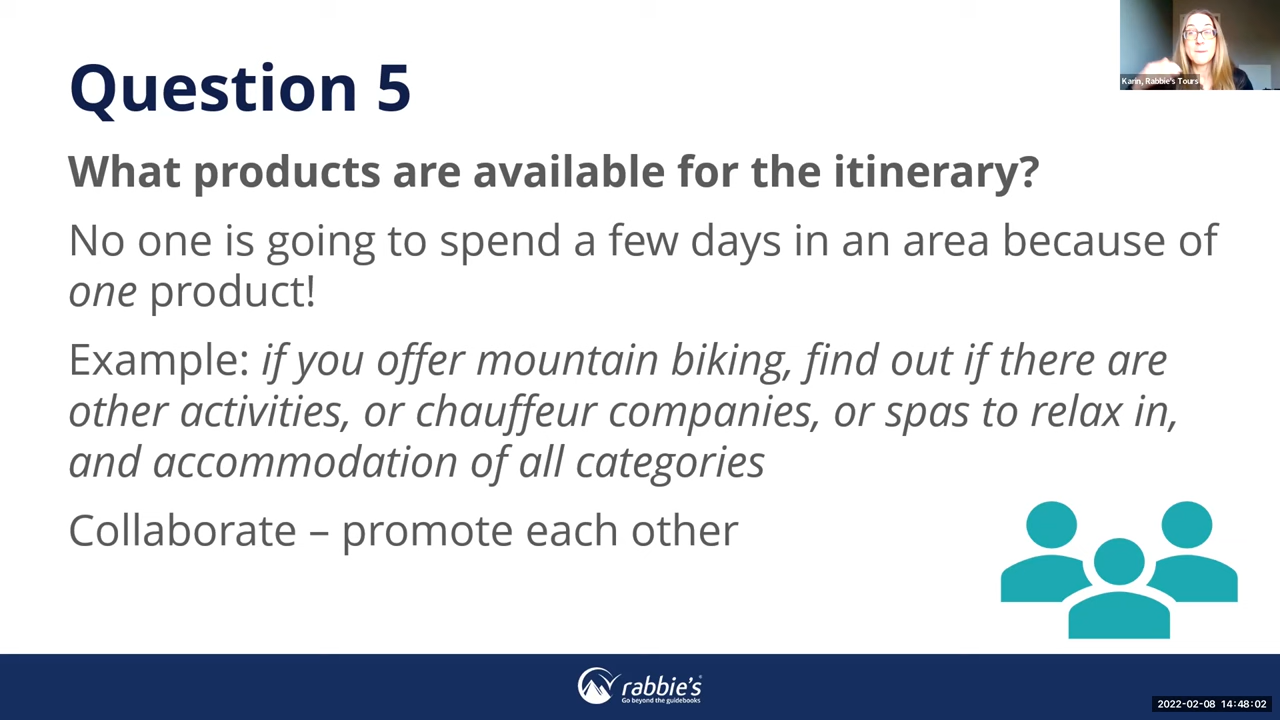 Question 5
Karin, Rabbie's Tours
What products are available for the itinerary?
No one is going to spend a few days in an area because of
one product!
Example: if you offer mountain biking, find out if there are
other activities, or chauffeur companies, or spas to relax in,
and accommodation of all categories
Collaborate – promote each other
rabbie's®
Go beyond the guidebooks
2022-02-08 14:48:02